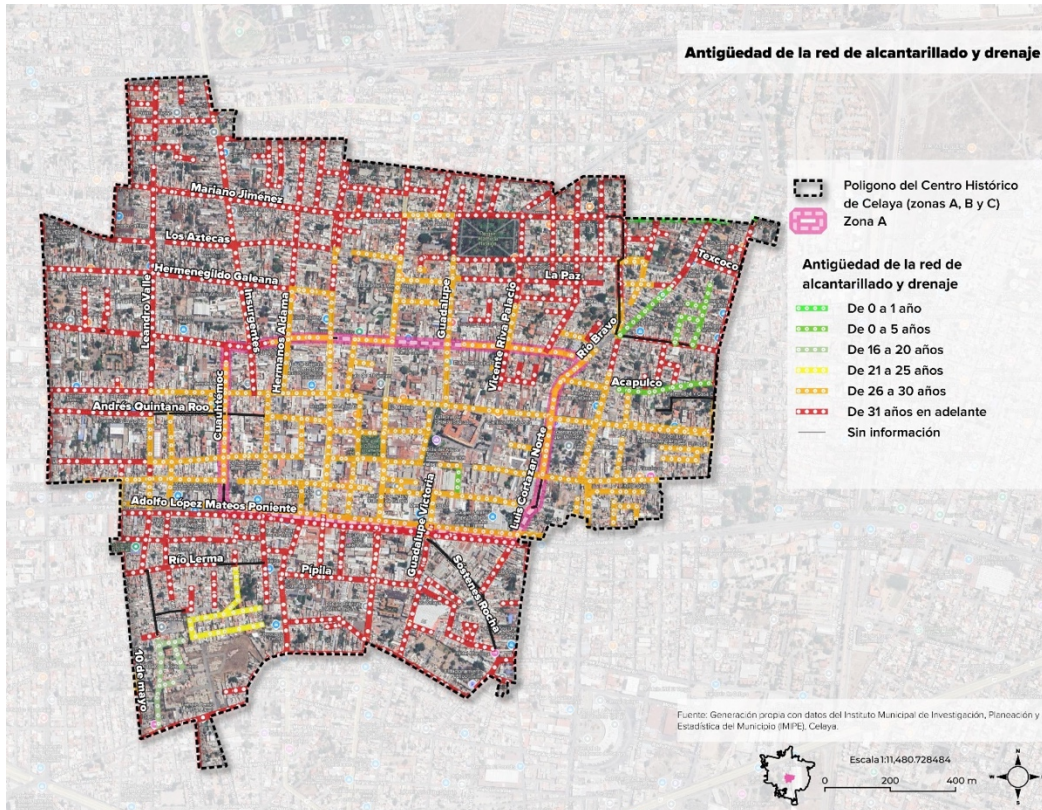 Antigüedad de la red de alcantarillado y drenaje
Poligono del Centro Histórico
de Celaya (zonas A, B y C)
Zona A
Antigüedad de la red de
alcantarillado y drenaje
De 0 a 1 año
De 0 a 5 años
De 16 a 20 años
De 21 a 25 años
De 26 a 30 años
De 31 años en adelante
Sin información
Mariano Jiménez
Los Aztecas
Hermenegildo Galeana
Leandro Valle
Insurgentes
Hermanos Aldama
Guadalupe
La Paz
Vicente Riva Palacio
Texcoco
Río Bravo
Acapulco
Cuauhtemoc
Andrés Quintana Roo
Luis Cortazar Norte
Guadalupe Victoria
Adolfo López Mateos Poniente
Río Lerma
Pípila
Sostenes Rocha
10 de mayo
Fuente: Generación propia con datos del Instituto Municipal de Investigación, Planeación y
Estadística del Municipio (IMIPE), Celaya.
Escala 1:11,480.728484
0 200 400 m
N